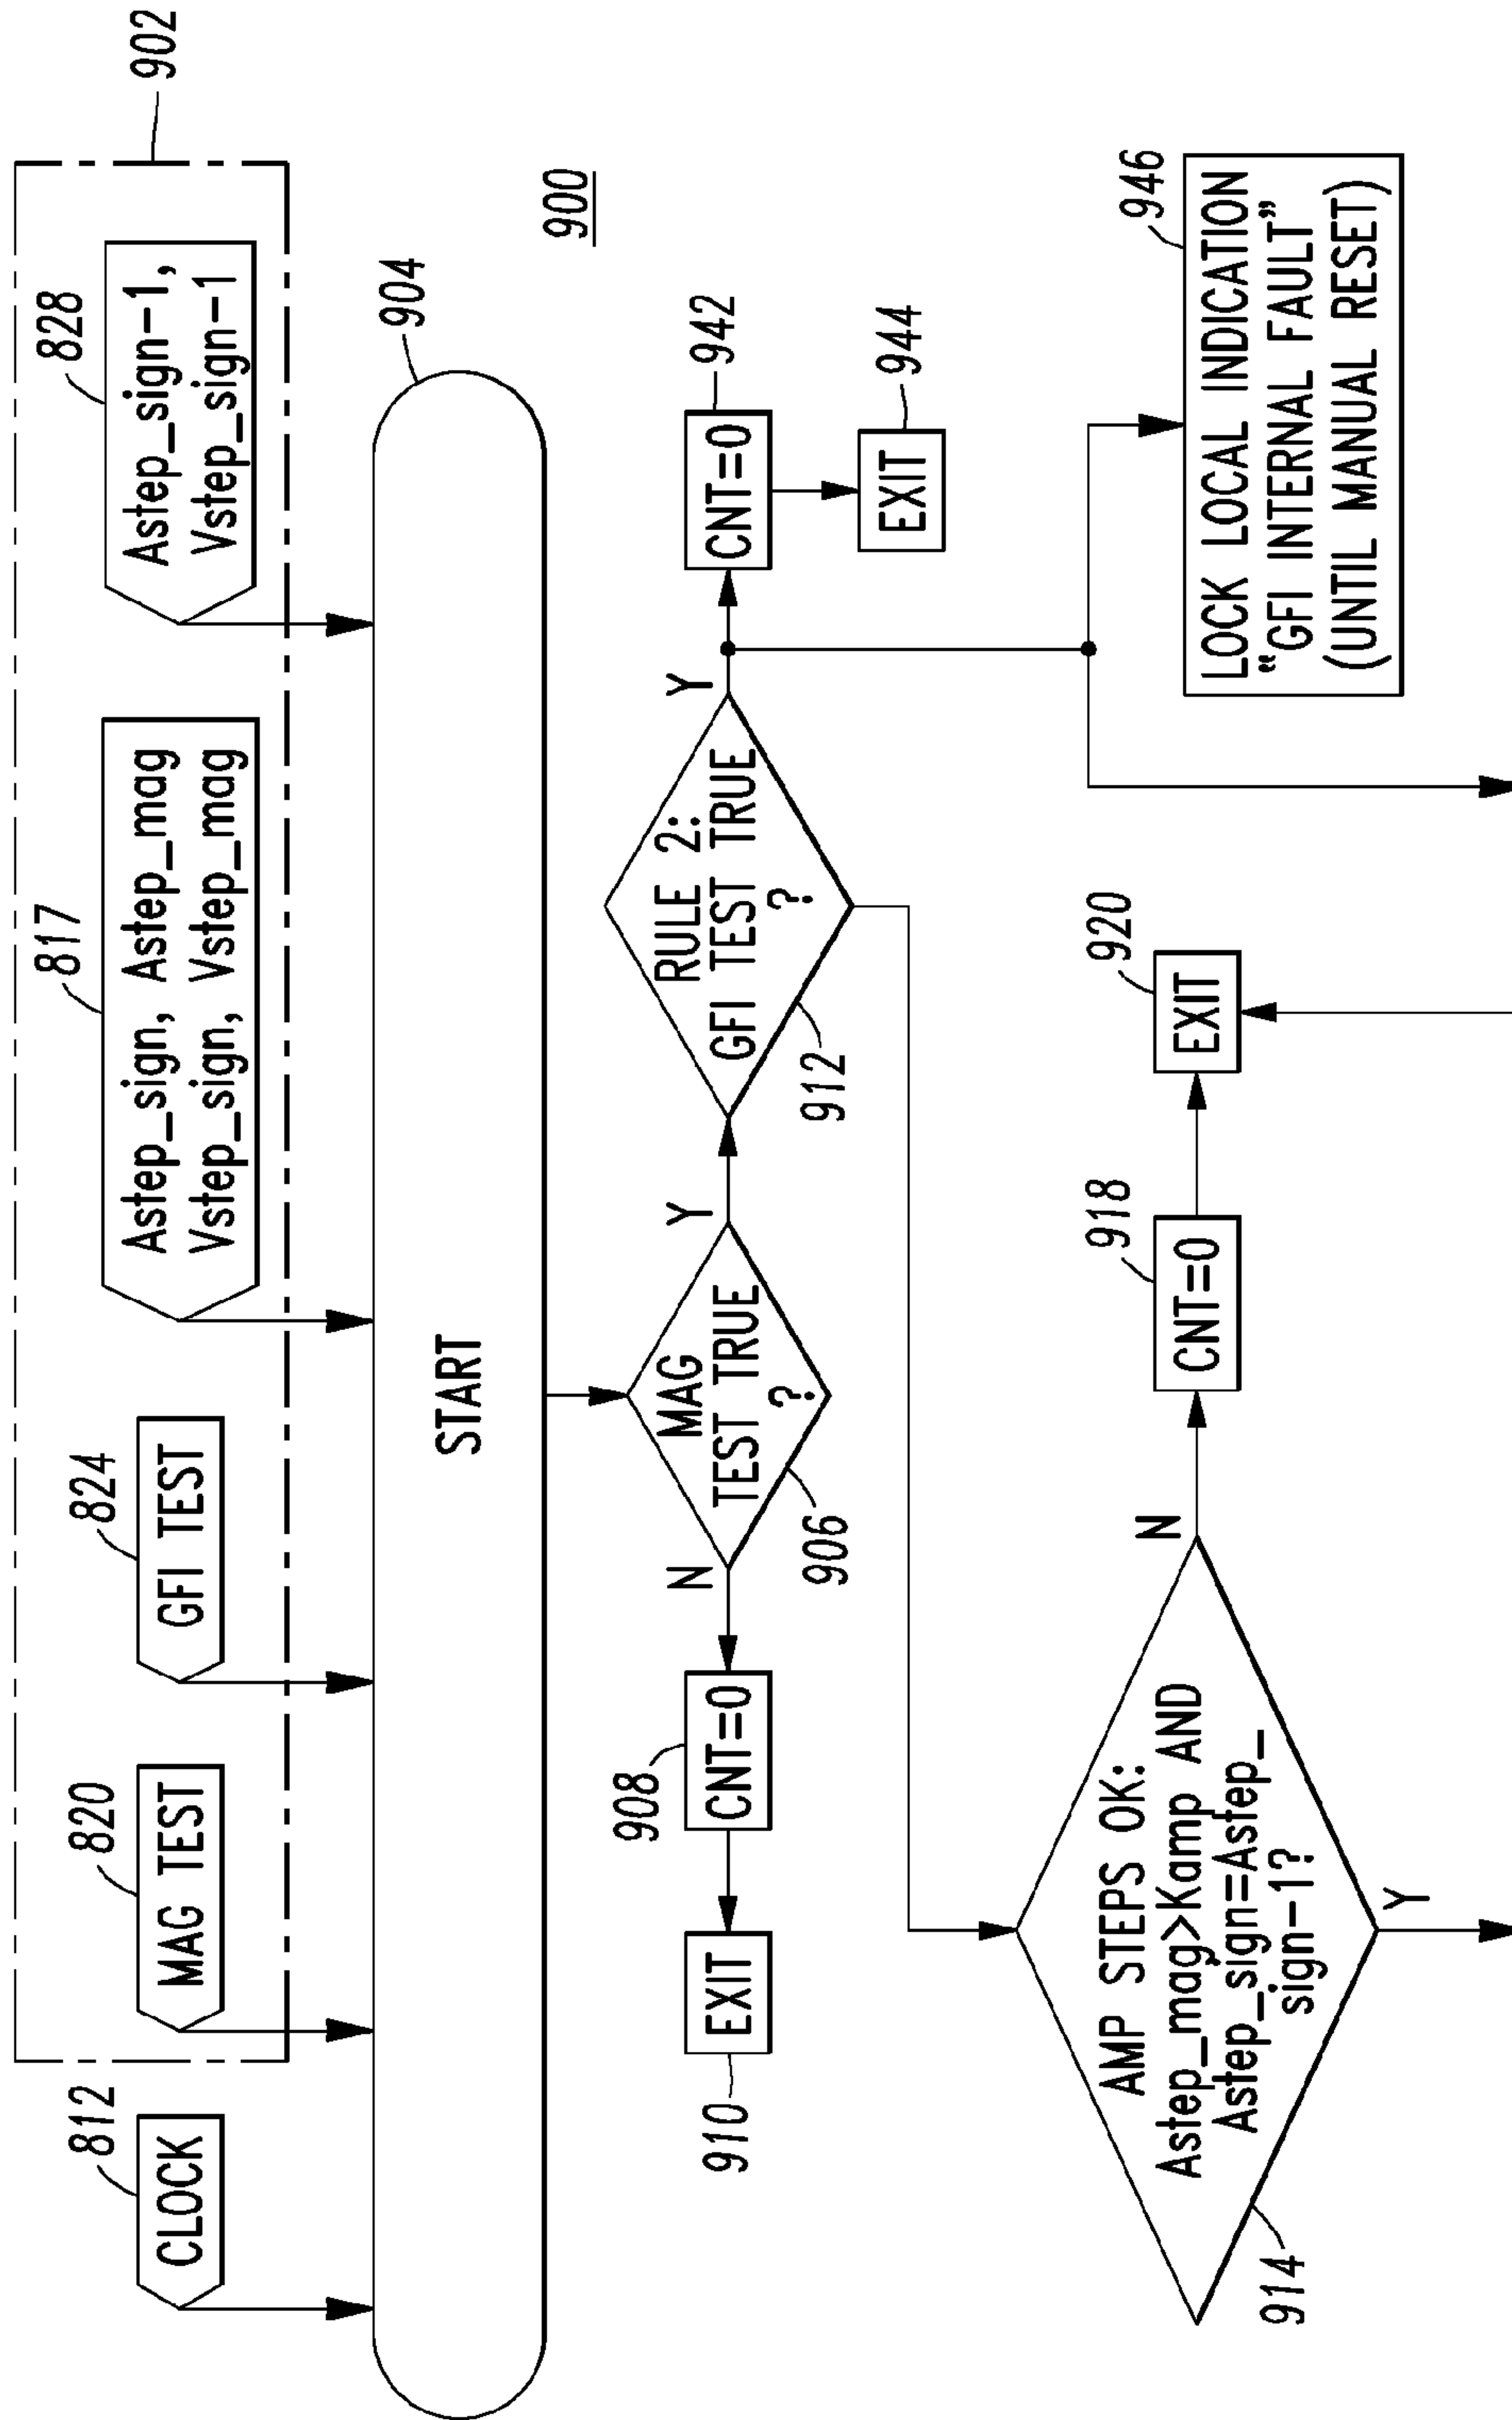 812
CLOCK
820
MAG TEST
824
GFI TEST
817
Astep_sign, Astep_mag
Vstep_sign, Vstep_mag
828
Astep_sign-1,
Vstep_sign-1
902
START
904
900
910
EXIT
908
CNT=0
N
MAG
TEST TRUE
?
906
Y
RULE 2:
GFI TEST TRUE
?
912
Y
CNT=0
942
EXIT
944
914
AMP STEPS OK:
Astep_mag>Kamp AND
Astep_sign=Astep_
sign-1?
Y
N
CNT=0
918
EXIT
920
LOCK LOCAL INDICATION
“GFI INTERNAL FAULT”
(UNTIL MANUAL RESET)
946